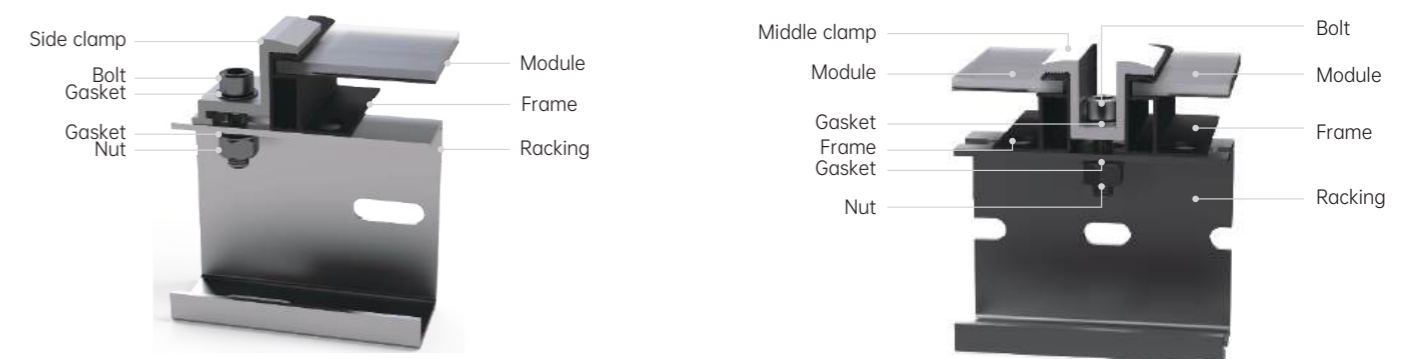 Side clamp
Bolt
Gasket
Gasket
Nut
Module
Frame
Racking
Middle clamp
Module
Gasket
Frame
Gasket
Nut
Bolt
Module
Frame
Racking